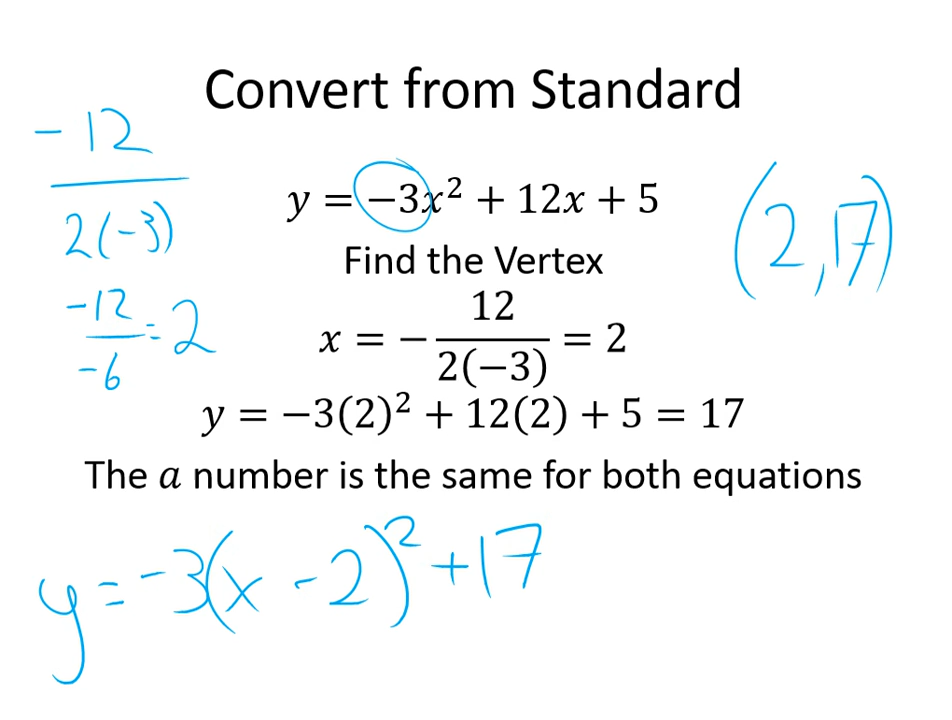 Convert from Standard
-12
2(-3)
-12
-6
=2
y = −3x² + 12x + 5
(2,17)
Find the Vertex
x = − 12/2(−3) = 2
y = −3(2)² + 12(2) + 5 = 17
The a number is the same for both equations
y=-3(x-2)²+17